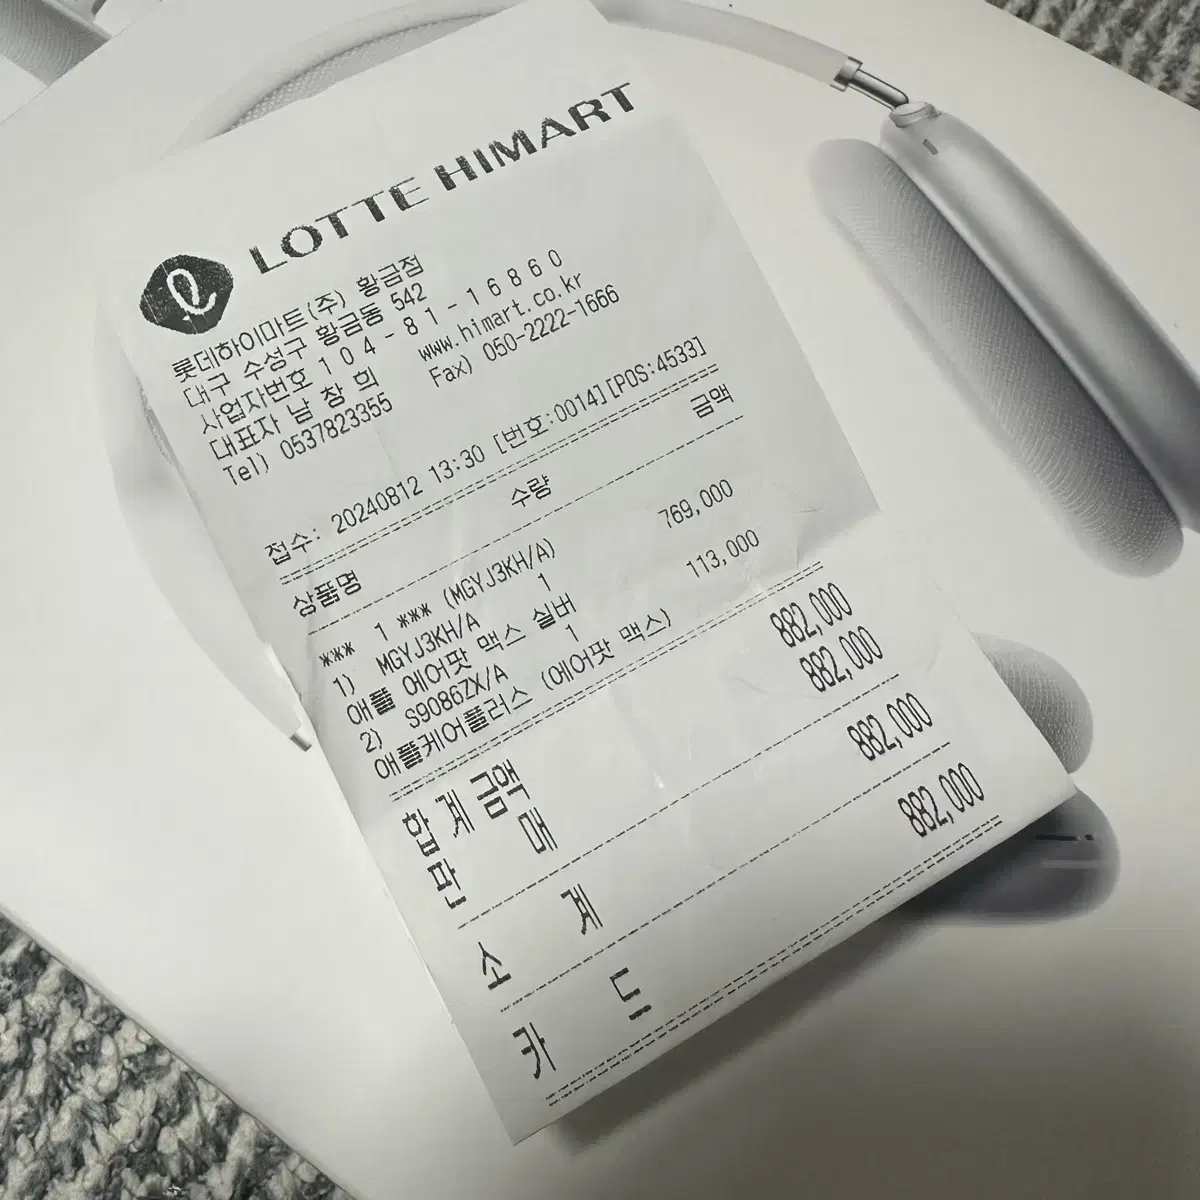 LOTTE HIMART
롯데하이마트(주) 황금점
대구 수성구 황금동 542
사업자번호 104-81-16860
대표자 남창희 www.himart.co.kr
Tel) 0537823355 Fax) 050-2222-1666
접수: 20240812 13:30 [번호:0014][POS:4533]
상품명 수량 금액
*** 1 *** (MGYJ3KH/A)
1) MGYJ3KH/A 1 769,000
애플 에어팟 맥스 실버
2) S9086ZX/A 1 113,000
애플케어플러스 (에어팟 맥스)
합계금액 882,000
판 매 882,000
소 계 882,000
카 드 882,000